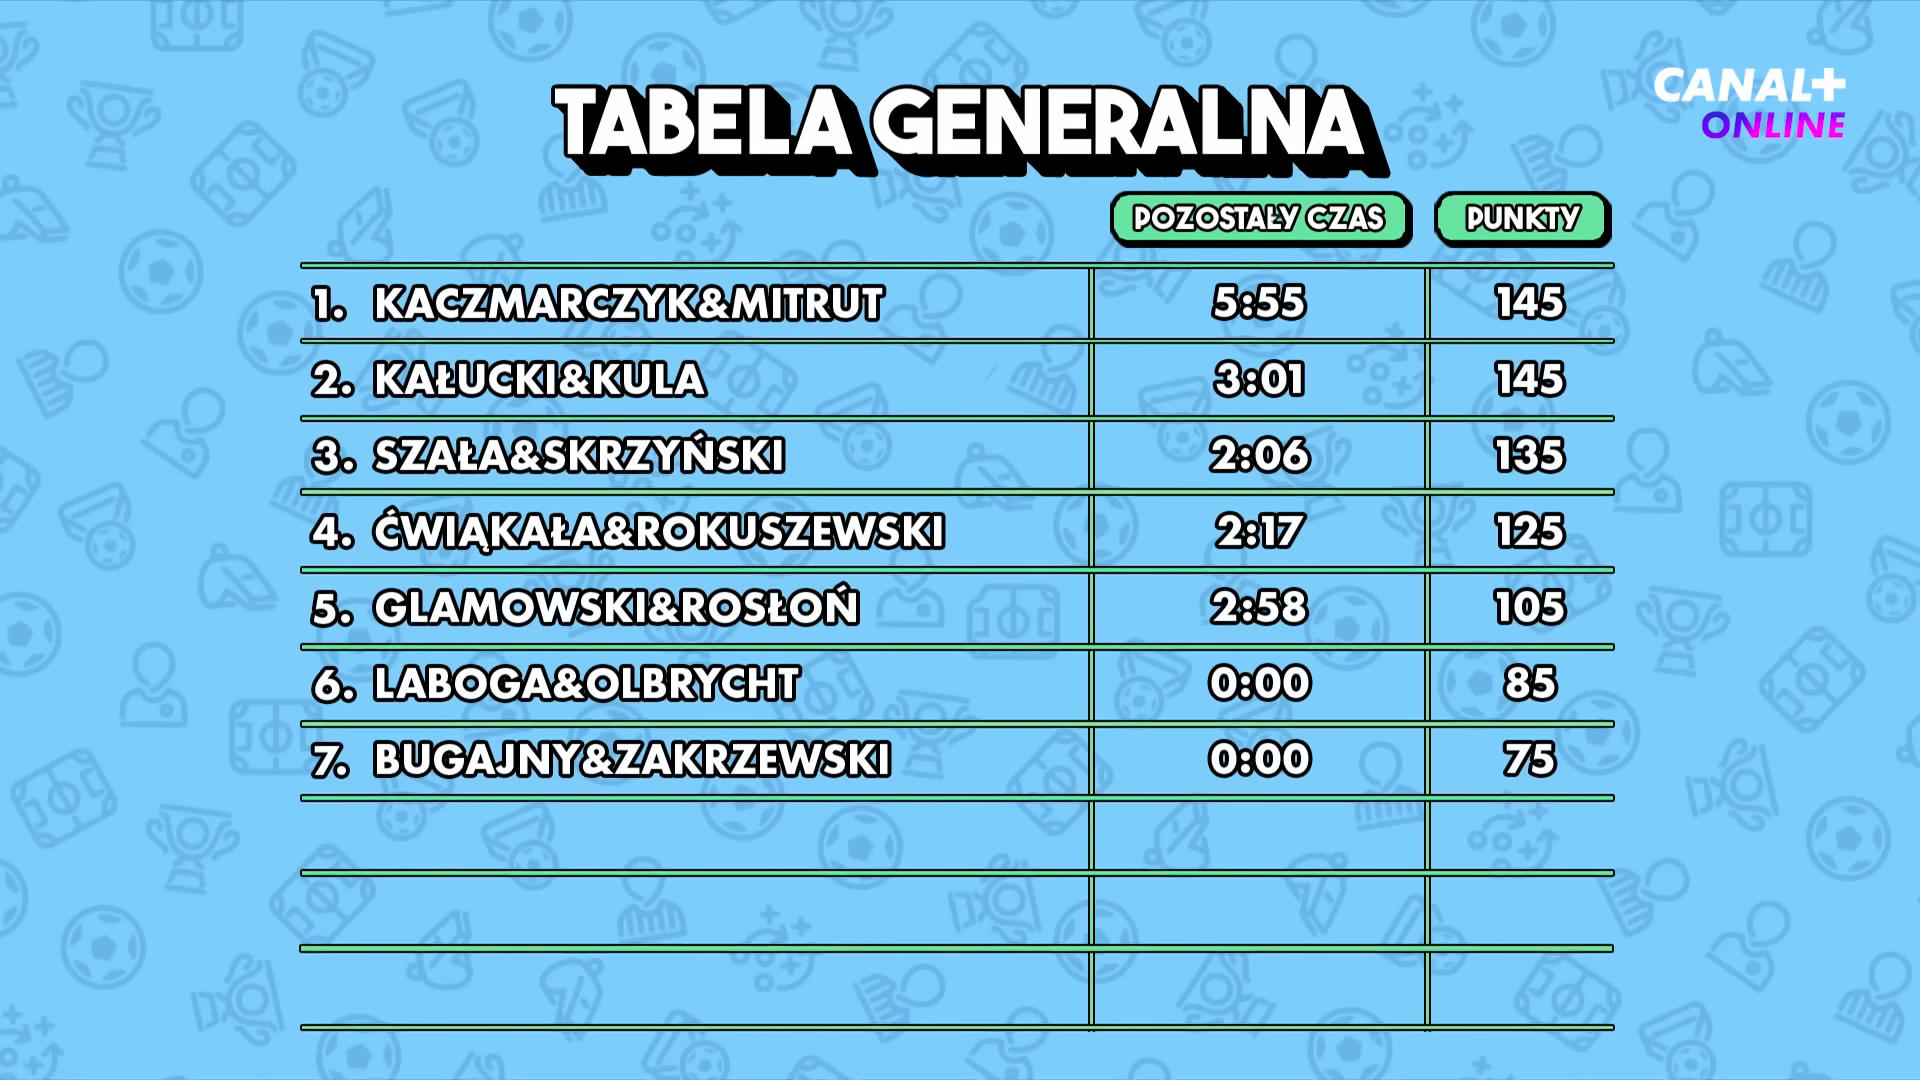 TABELA GENERALNA
CANAL+
ONLINE
POZOSTAŁY CZAS PUNKTY
1. KACZMARCZYK&MITRUT 5:55 145
2. KAŁUCKI&KULA 3:01 145
3. SZAŁA&SKRZYŃSKI 2:06 135
4. ĆWIĄKAŁA&ROKUSZEWSKI 2:17 125
5. GLAMOWSKI&ROSŁOŃ 2:58 105
6. LABOGA&OLBRYCHT 0:00 85
7. BUGAJNY&ZAKRZEWSKI 0:00 75